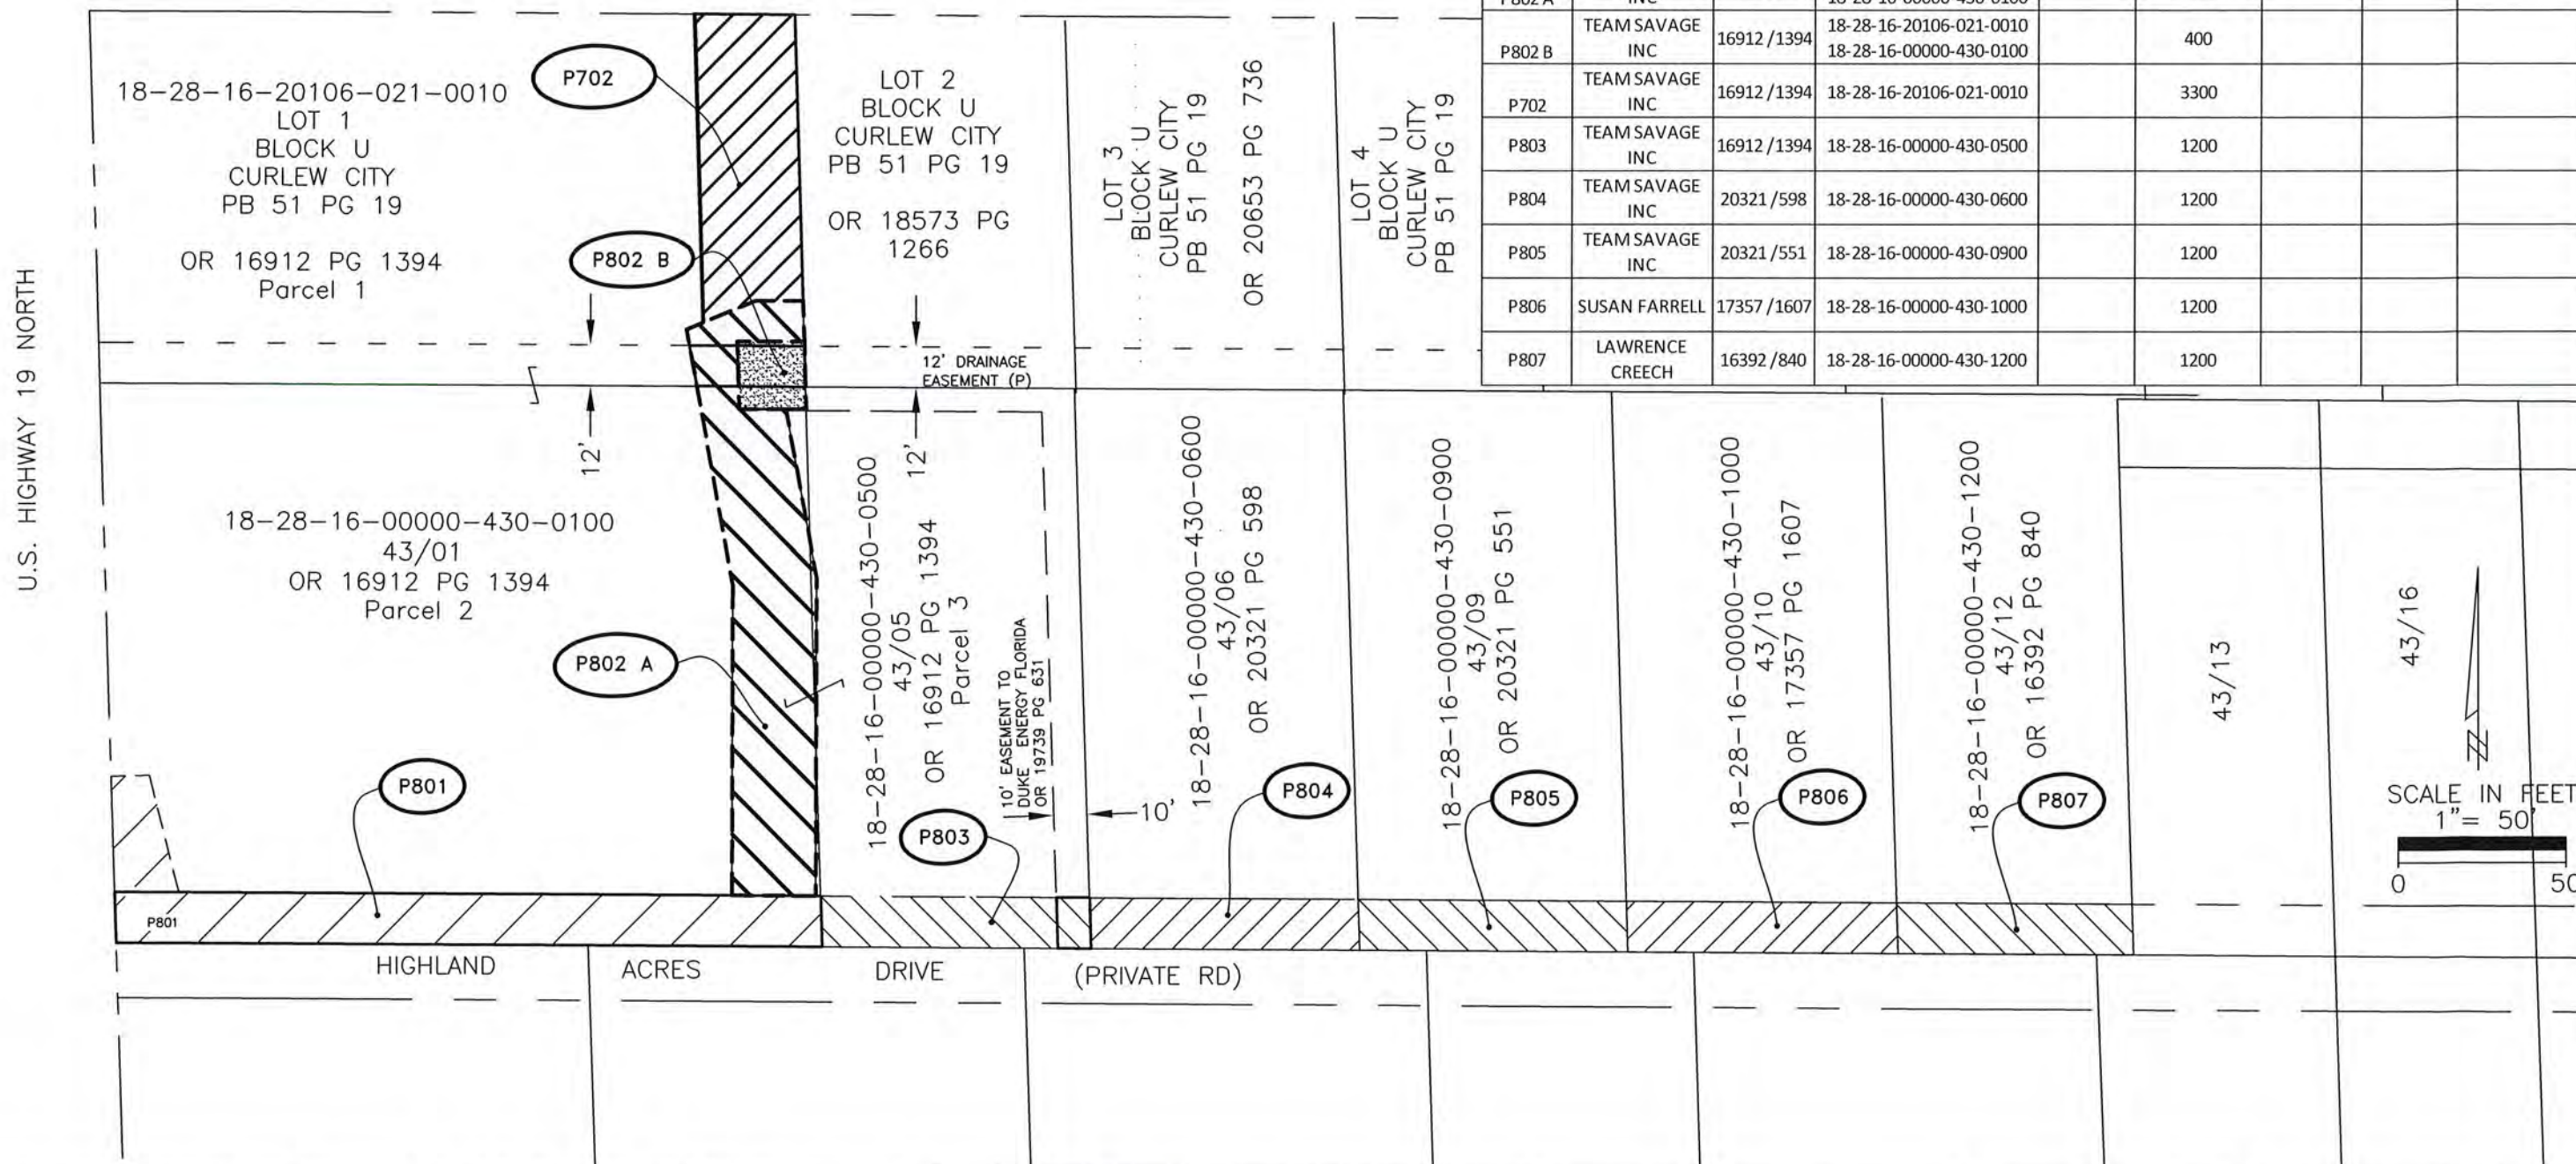 P802 A INC 18-28-16-00000-430-0100
P802 B TEAM SAVAGE INC 16912/1394 18-28-16-20106-021-0010 18-28-16-00000-430-0100 400
P702 TEAM SAVAGE INC 16912/1394 18-28-16-20106-021-0010 3300
P803 TEAM SAVAGE INC 16912/1394 18-28-16-00000-430-0500 1200
P804 TEAM SAVAGE INC 20321/598 18-28-16-00000-430-0600 1200
P805 TEAM SAVAGE INC 20321/551 18-28-16-00000-430-0900 1200
P806 SUSAN FARRELL 17357/1607 18-28-16-00000-430-1000 1200
P807 LAWRENCE CREECH 16392/840 18-28-16-00000-430-1200 1200
U.S. HIGHWAY 19 NORTH
18-28-16-20106-021-0010
LOT 1
BLOCK U
CURLEW CITY
PB 51 PG 19
OR 16912 PG 1394
Parcel 1
P702
P802 B
LOT 2
BLOCK U
CURLEW CITY
PB 51 PG 19
OR 18573 PG
1266
LOT 3
BLOCK U
CURLEW CITY
PB 51 PG 19
OR 20653 PG 736
LOT 4
BLOCK U
CURLEW CITY
PB 51 PG 19
12' DRAINAGE
EASEMENT (P)
12'
12'
18-28-16-00000-430-0100
43/01
OR 16912 PG 1394
Parcel 2
P802 A
P801
P801
18-28-16-00000-430-0500
43/05
OR 16912 PG 1394
Parcel 3
10' EASEMENT TO
DUKE ENERGY FLORIDA
OR 19739 PG 631
10'
P803
18-28-16-00000-430-0600
43/06
OR 20321 PG 598
P804
18-28-16-00000-430-0900
43/09
OR 20321 PG 551
P805
18-28-16-00000-430-1000
43/10
OR 17357 PG 1607
P806
18-28-16-00000-430-1200
43/12
OR 16392 PG 840
P807
43/13
43/16
N
SCALE IN FEET
1"= 50'
0 50
HIGHLAND ACRES DRIVE (PRIVATE RD)